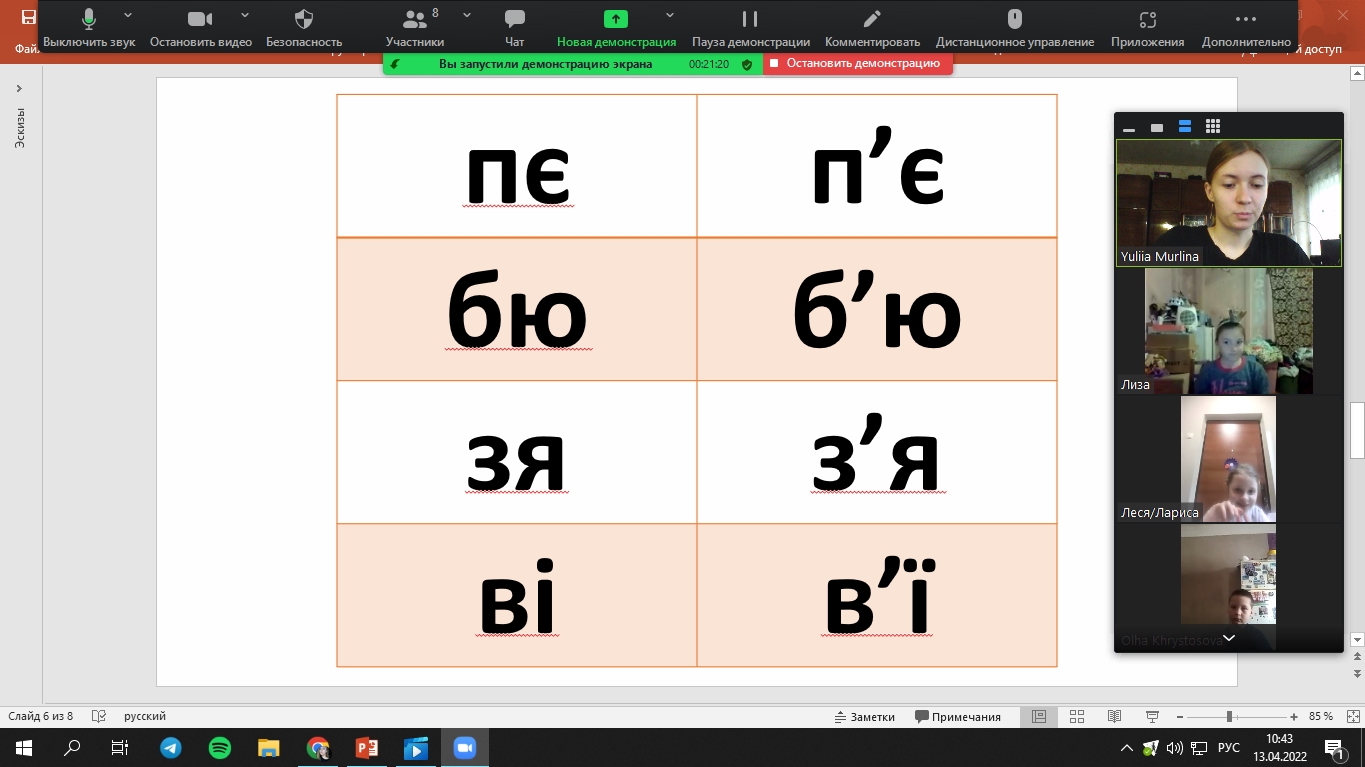 8
Выключить звук
Остановить видео
Безопасность
Участники
Чат
Новая демонстрация
Пауза демонстрации
Комментировать
Дистанционное управление
Приложения
Дополнительно
доступ
Вы запустили демонстрацию экрана 00:21:20
Остановить демонстрацию
Эскизы
пє п’є
бю б’ю
зя з’я
ві в’ї
Yuliia Murlina
Лиза
Леся/Лариса
Olha Khrystosova
Слайд 6 из 8 русский Заметки Примечания 85 %
РУС
10:43
13.04.2022
1